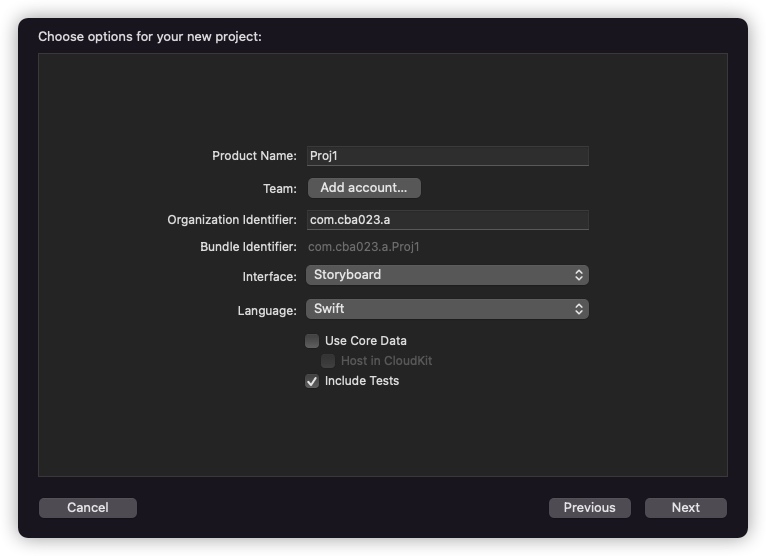 Choose options for your new project:
Product Name: Proj1
Team: Add account...
Organization Identifier: com.cba023.a
Bundle Identifier: com.cba023.a.Proj1
Interface: Storyboard
Language: Swift
Use Core Data
Host in CloudKit
Include Tests
Cancel Previous Next